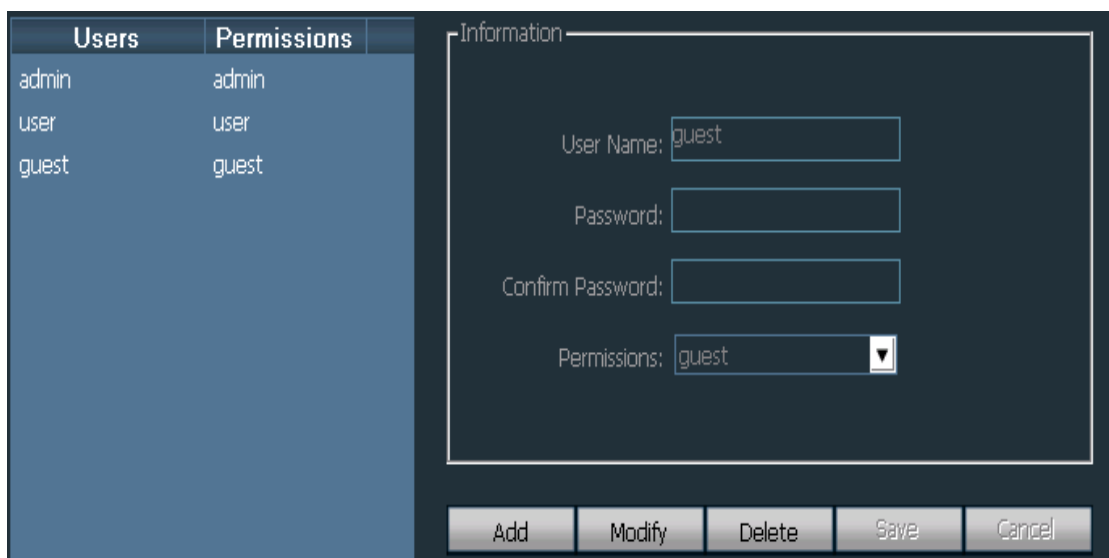 Users Permissions
admin admin
user user
guest guest
Information
User Name: guest
Password:
Confirm Password:
Permissions: guest
Add Modify Delete Save Cancel